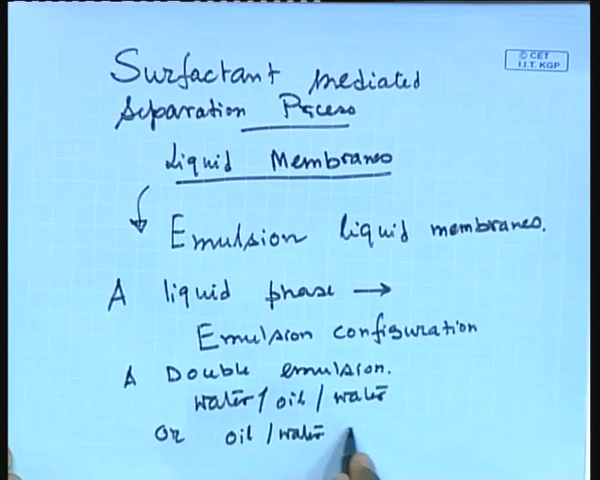 © CET
I.I.T. KGP
Surfactant mediated
Separation Process
Liquid Membranes
Emulsion liquid membranes.
A liquid phase →
Emulsion configuration
A Double emulsion.
water / oil / water
Or oil / water